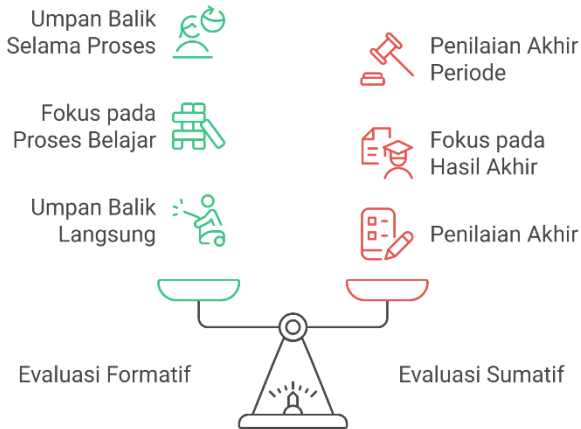 Umpan Balik
Selama Proses
Fokus pada
Proses Belajar
Umpan Balik
Langsung
Penilaian Akhir
Periode
Fokus pada
Hasil Akhir
Penilaian Akhir
Evaluasi Formatif
Evaluasi Sumatif